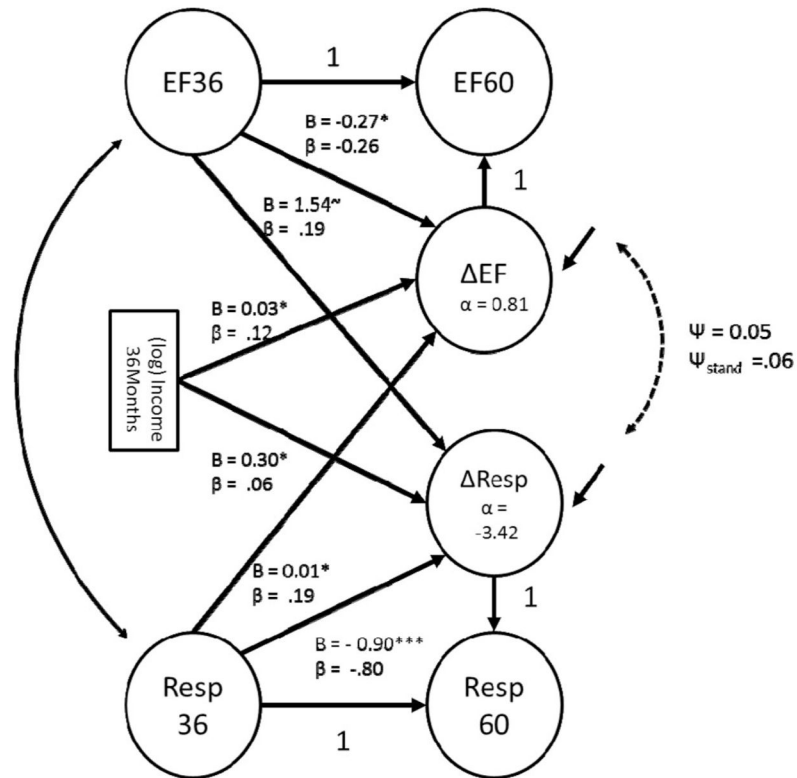 EF36
1
EF60
B = -0.27*
β = -0.26
1
B = 1.54~
β = .19
ΔEF
α = 0.81
B = 0.03*
β = .12
(log) Income
36Months
Ψ = 0.05
Ψstand =.06
B = 0.30*
β = .06
ΔResp
α =
-3.42
B = 0.01*
β = .19
1
B = - 0.90***
β = -.80
Resp
36
1
Resp
60